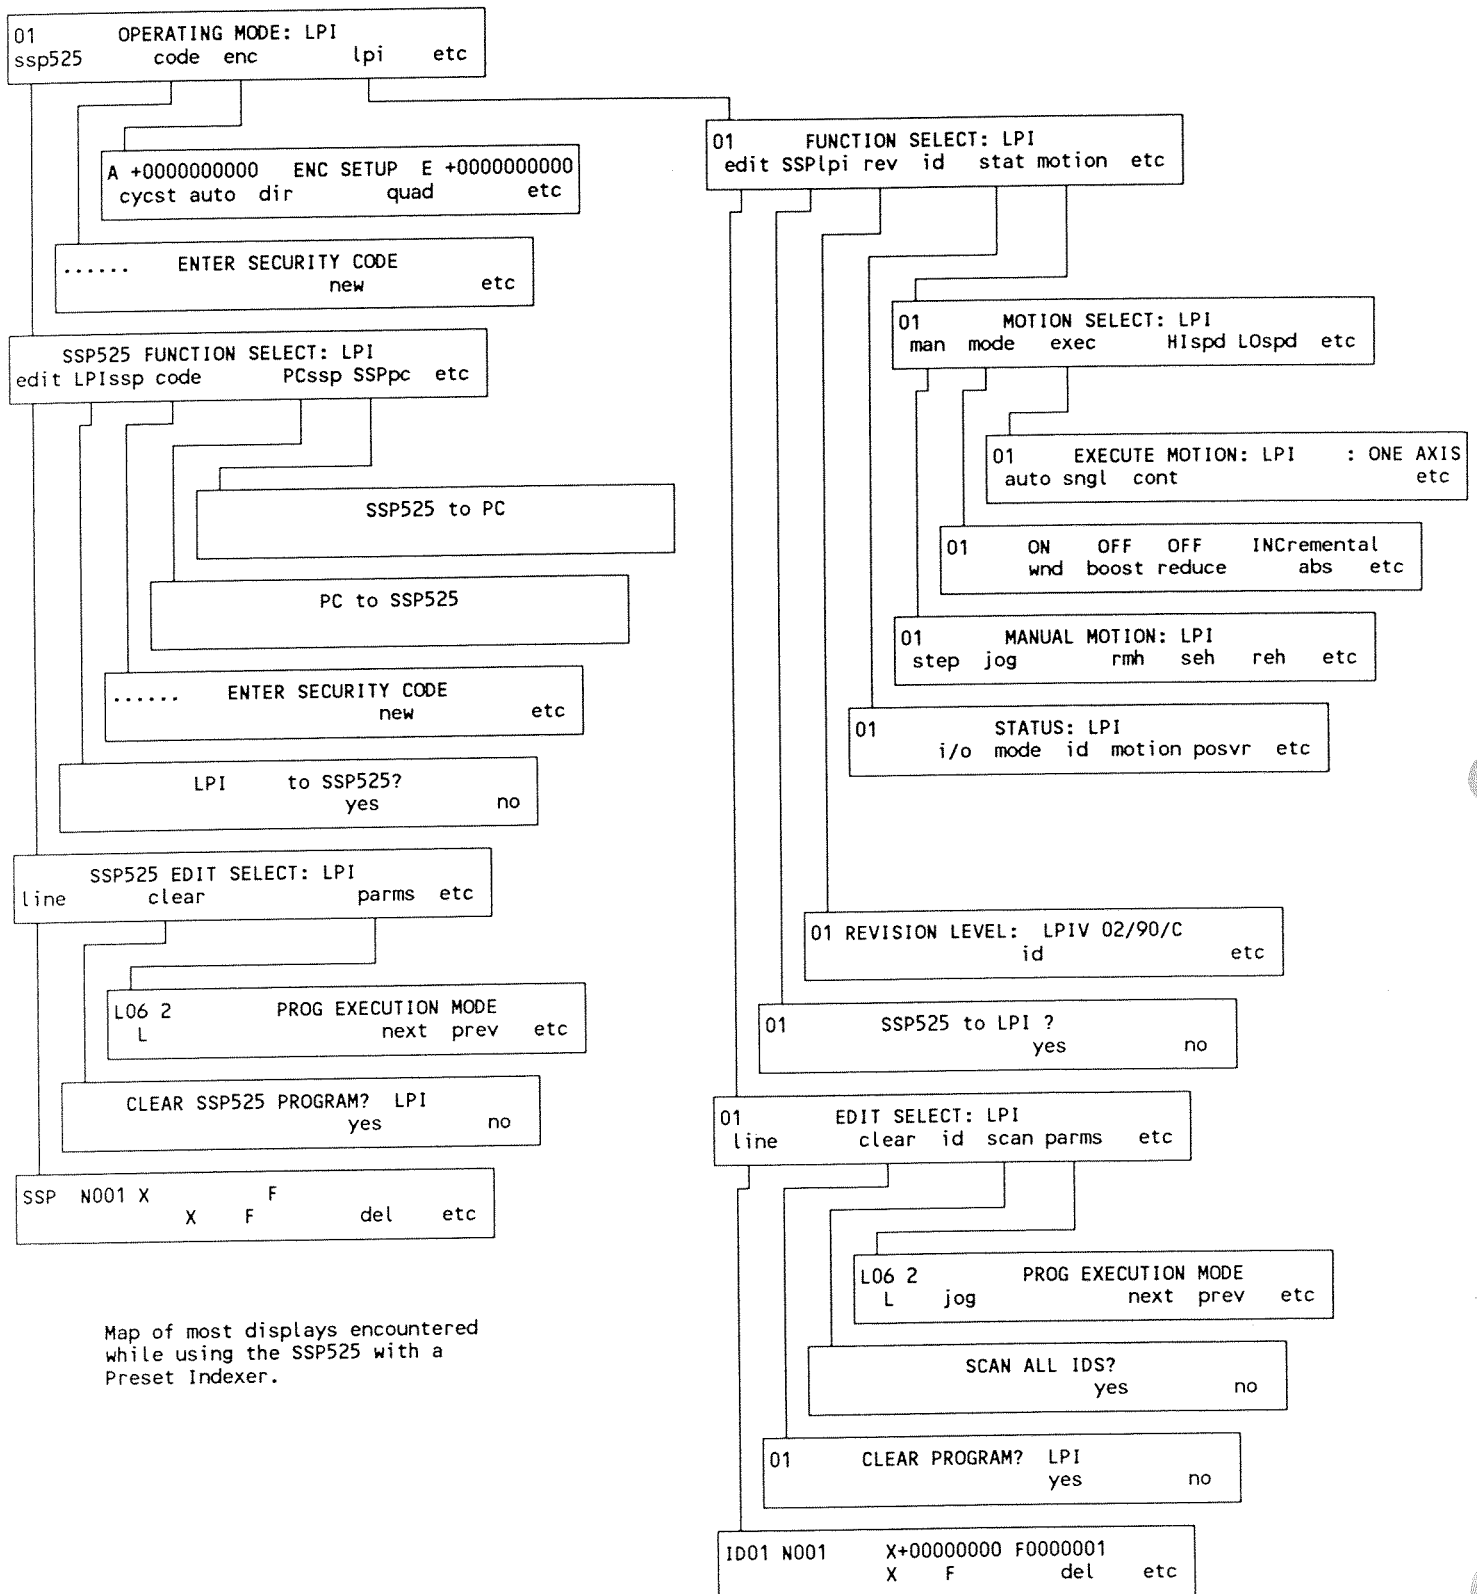 01 OPERATING MODE: LPI
ssp525 code enc lpi etc
A +0000000000 ENC SETUP E +0000000000
cycst auto dir quad etc
...... ENTER SECURITY CODE
new etc
SSP525 FUNCTION SELECT: LPI
edit LPIssp code PCssp SSPpc etc
SSP525 to PC
PC to SSP525
...... ENTER SECURITY CODE
new etc
LPI to SSP525?
yes no
SSP525 EDIT SELECT: LPI
line clear parms etc
L06 2 PROG EXECUTION MODE
L next prev etc
CLEAR SSP525 PROGRAM? LPI
yes no
SSP N001 X F
X F del etc
Map of most displays encountered
while using the SSP525 with a
Preset Indexer.
01 FUNCTION SELECT: LPI
edit SSPlpi rev id stat motion etc
01 MOTION SELECT: LPI
man mode exec HIspd LOspd etc
01 EXECUTE MOTION: LPI : ONE AXIS
auto sngl cont etc
01 ON OFF OFF INCremental
wnd boost reduce abs etc
01 MANUAL MOTION: LPI
step jog rmh seh reh etc
01 STATUS: LPI
i/o mode id motion posvr etc
01 REVISION LEVEL: LPIV 02/90/C
id etc
01 SSP525 to LPI ?
yes no
01 EDIT SELECT: LPI
line clear id scan parms etc
L06 2 PROG EXECUTION MODE
L jog next prev etc
SCAN ALL IDS?
yes no
01 CLEAR PROGRAM? LPI
yes no
ID01 N001 X+00000000 F0000001
X F del etc